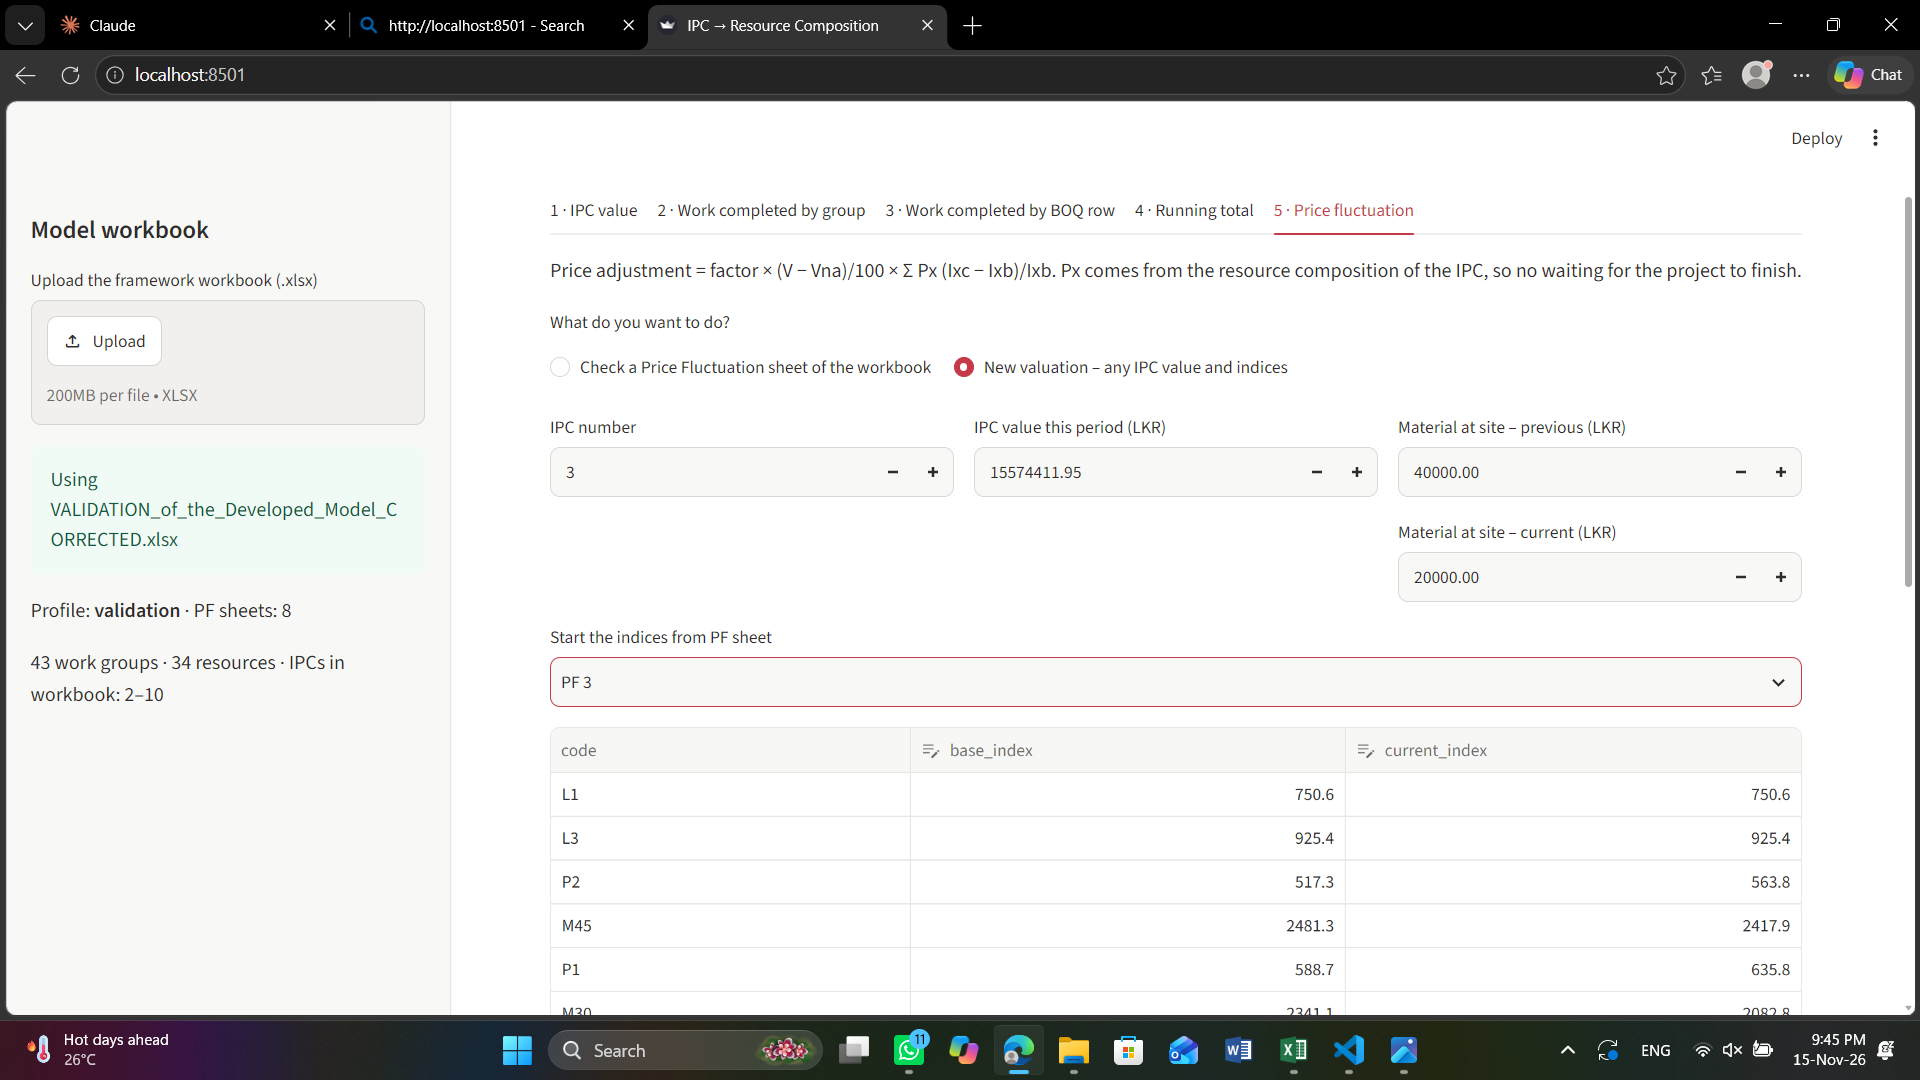 Claude
http://localhost:8501 - Search
IPC → Resource Composition
localhost:8501
Chat
Deploy
Model workbook
Upload the framework workbook (.xlsx)
Upload
200MB per file • XLSX
Using
VALIDATION_of_the_Developed_Model_C
ORRECTED.xlsx
Profile: validation · PF sheets: 8
43 work groups · 34 resources · IPCs in
workbook: 2–10
1 · IPC value 2 · Work completed by group 3 · Work completed by BOQ row 4 · Running total 5 · Price fluctuation
Price adjustment = factor × (V − Vna)/100 × Σ Px (Ixc − Ixb)/Ixb. Px comes from the resource composition of the IPC, so no waiting for the project to finish.
What do you want to do?
Check a Price Fluctuation sheet of the workbook New valuation – any IPC value and indices
IPC number IPC value this period (LKR) Material at site – previous (LKR)
3 15574411.95 40000.00
Material at site – current (LKR)
20000.00
Start the indices from PF sheet
PF 3
code base_index current_index
L1 750.6 750.6
L3 925.4 925.4
P2 517.3 563.8
M45 2481.3 2417.9
P1 588.7 635.8
M30 2341.1 2082.8
Hot days ahead
26°C
Search
11
ENG
9:45 PM
15-Nov-26